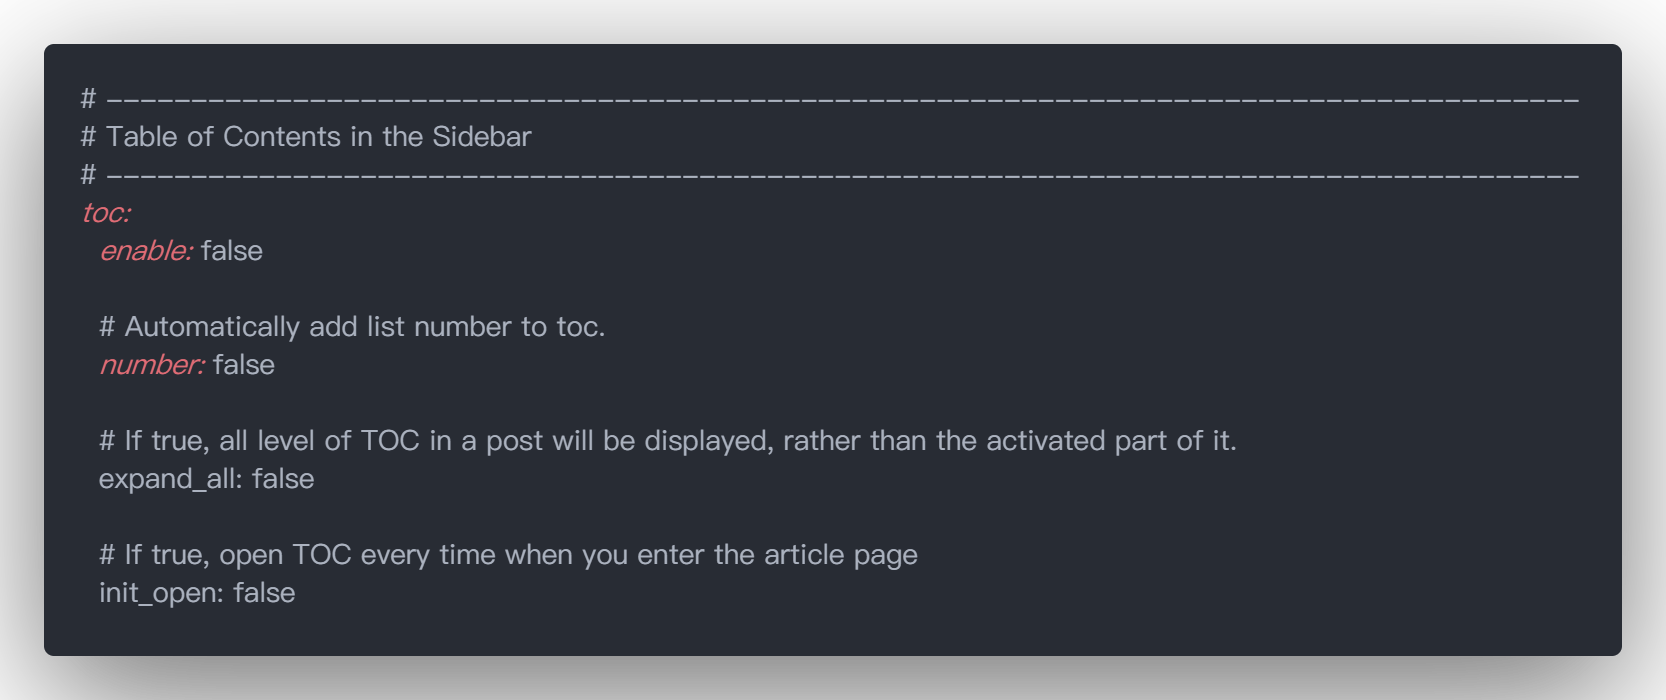 # ----------------------------------------------------------------------------------------
# Table of Contents in the Sidebar
# ----------------------------------------------------------------------------------------
toc:
  enable: false

  # Automatically add list number to toc.
  number: false

  # If true, all level of TOC in a post will be displayed, rather than the activated part of it.
  expand_all: false

  # If true, open TOC every time when you enter the article page
  init_open: false